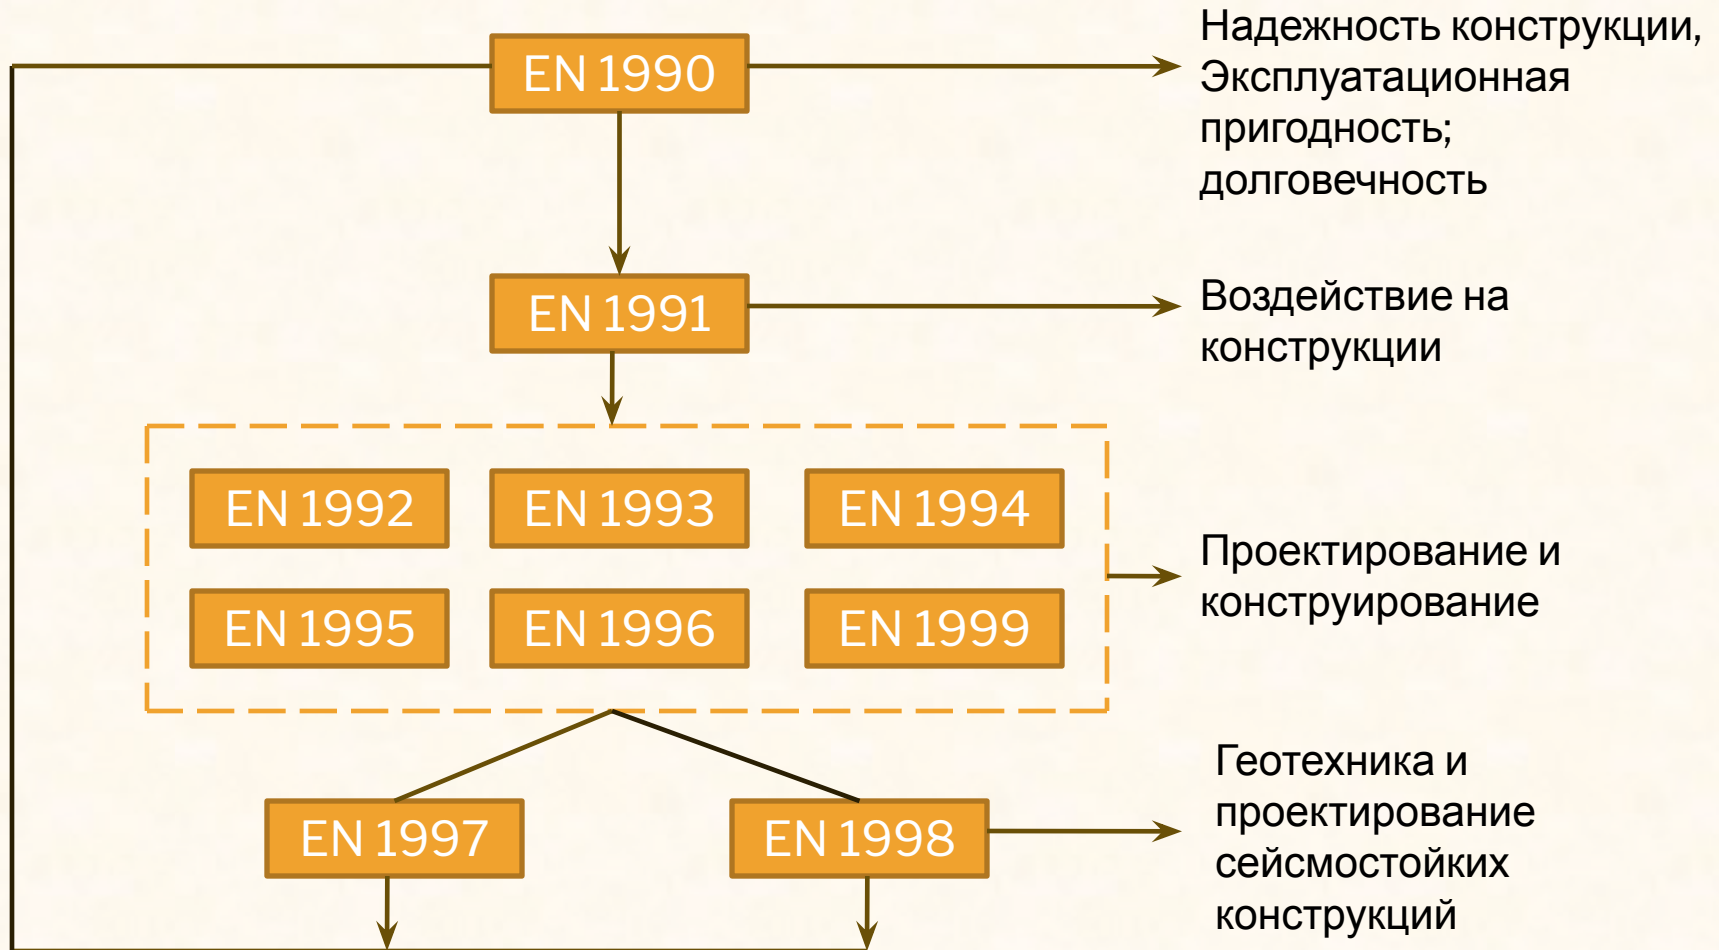 EN 1990
Надежность конструкции,
Эксплуатационная
пригодность;
долговечность
EN 1991
Воздействие на
конструкции
EN 1992
EN 1993
EN 1994
EN 1995
EN 1996
EN 1999
Проектирование и
конструирование
EN 1997
EN 1998
Геотехника и
проектирование
сейсмостойких
конструкций